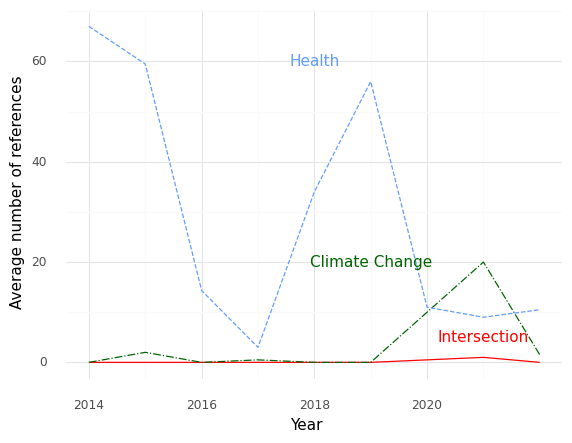 Average number of references
60
40
20
0
Health
Climate Change
Intersection
2014
2016
2018
2020
Year